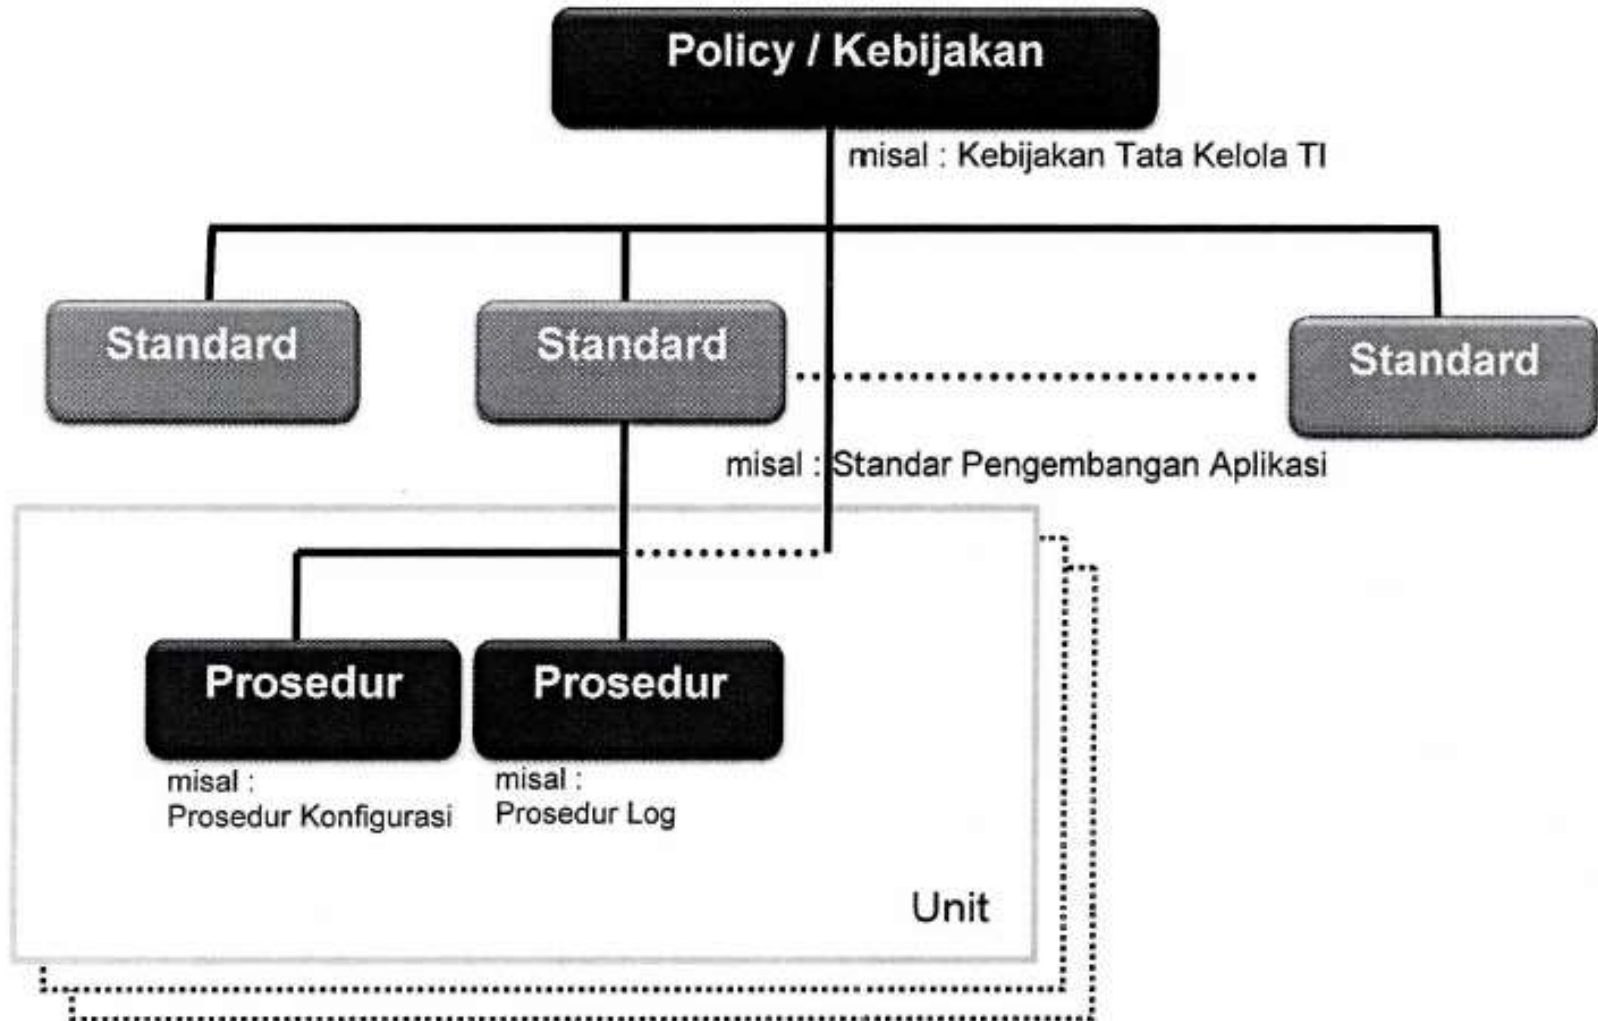 Policy / Kebijakan
misal : Kebijakan Tata Kelola TI
Standard
Standard
Standard
misal : Standar Pengembangan Aplikasi
Prosedur
Prosedur
misal :
Prosedur Konfigurasi
misal :
Prosedur Log
Unit